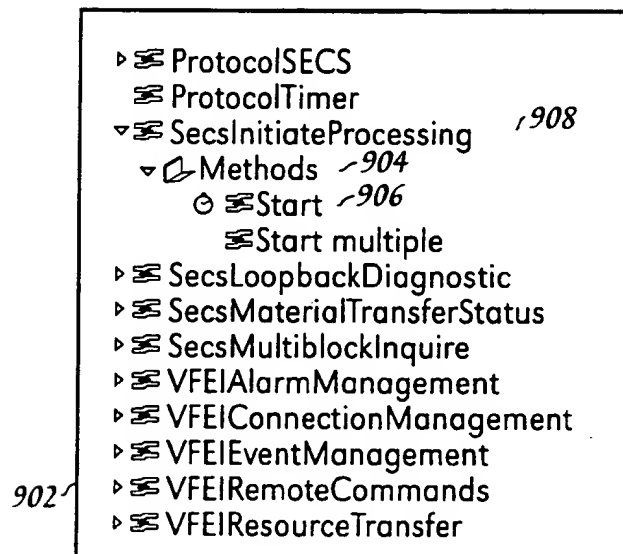 ProtocolSECS
ProtocolTimer
SecsInitiateProcessing 908
Methods 904
Start 906
Start multiple
SecsLoopbackDiagnostic
SecsMaterialTransferStatus
SecsMultiblockInquire
VFEIAlarmManagement
VFEIConnectionManagement
VFEIEventManagement
902 VFEIRemoteCommands
VFEIResourceTransfer